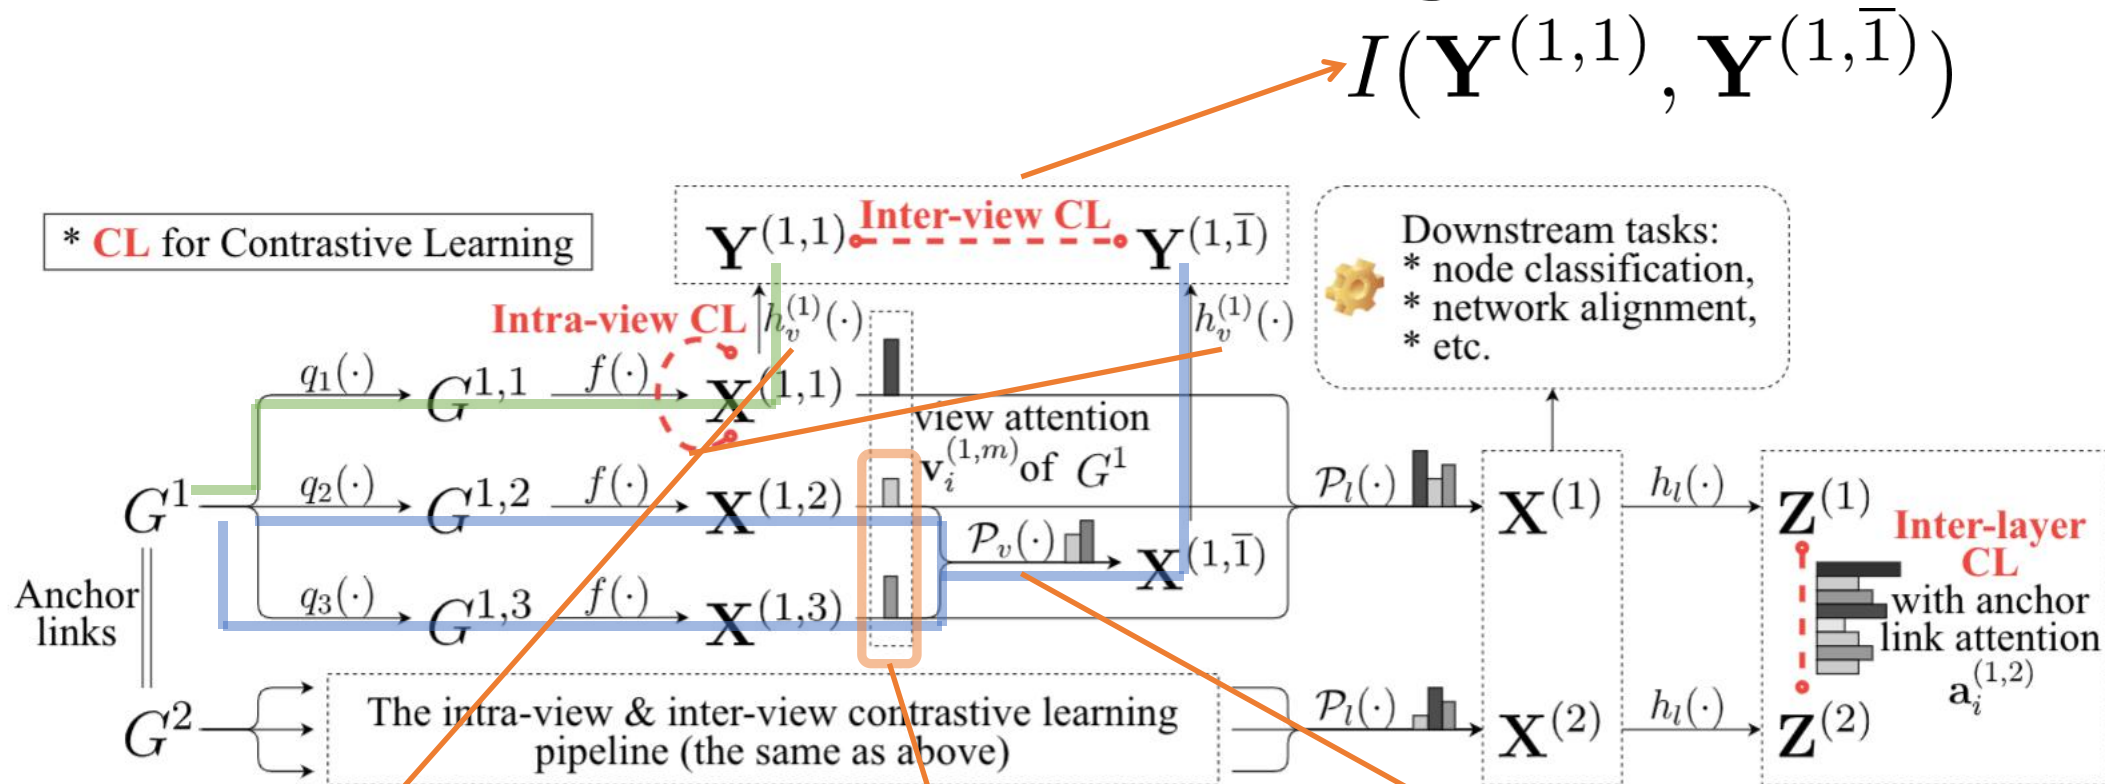 I(Y^(1,1), Y^(1,1̅))
* CL for Contrastive Learning
Y^(1,1) Inter-view CL Y^(1,1̅)
Downstream tasks:
* node classification,
* network alignment,
* etc.
Intra-view CL
h_v^(1)(·)
h_v^(1)(·)
q_1(·) G^1,1 f(·) X^(1,1)
view attention
v_i^(1,m) of G^1
G^1
q_2(·) G^1,2 f(·) X^(1,2)
P_v(·) X^(1,1̅)
q_3(·) G^1,3 f(·) X^(1,3)
P_l(·) X^(1) h_l(·) Z^(1)
Inter-layer
CL
with anchor
link attention
a_i^(1,2)
Anchor
links
G^2
The intra-view & inter-view contrastive learning
pipeline (the same as above)
P_l(·) X^(2) h_l(·) Z^(2)